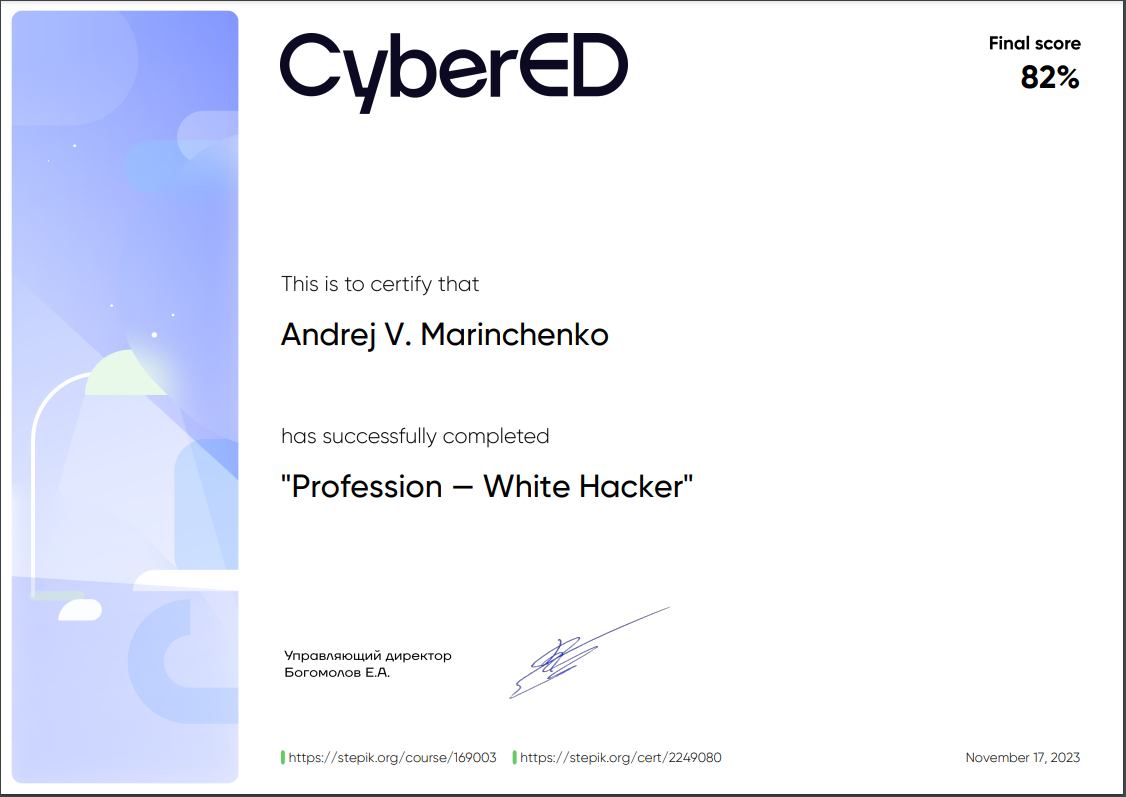 CyberED
Final score
82%
This is to certify that
Andrej V. Marinchenko
has successfully completed
"Profession — White Hacker"
Управляющий директор
Богомолов Е.А.
https://stepik.org/course/169003 https://stepik.org/cert/2249080 November 17, 2023